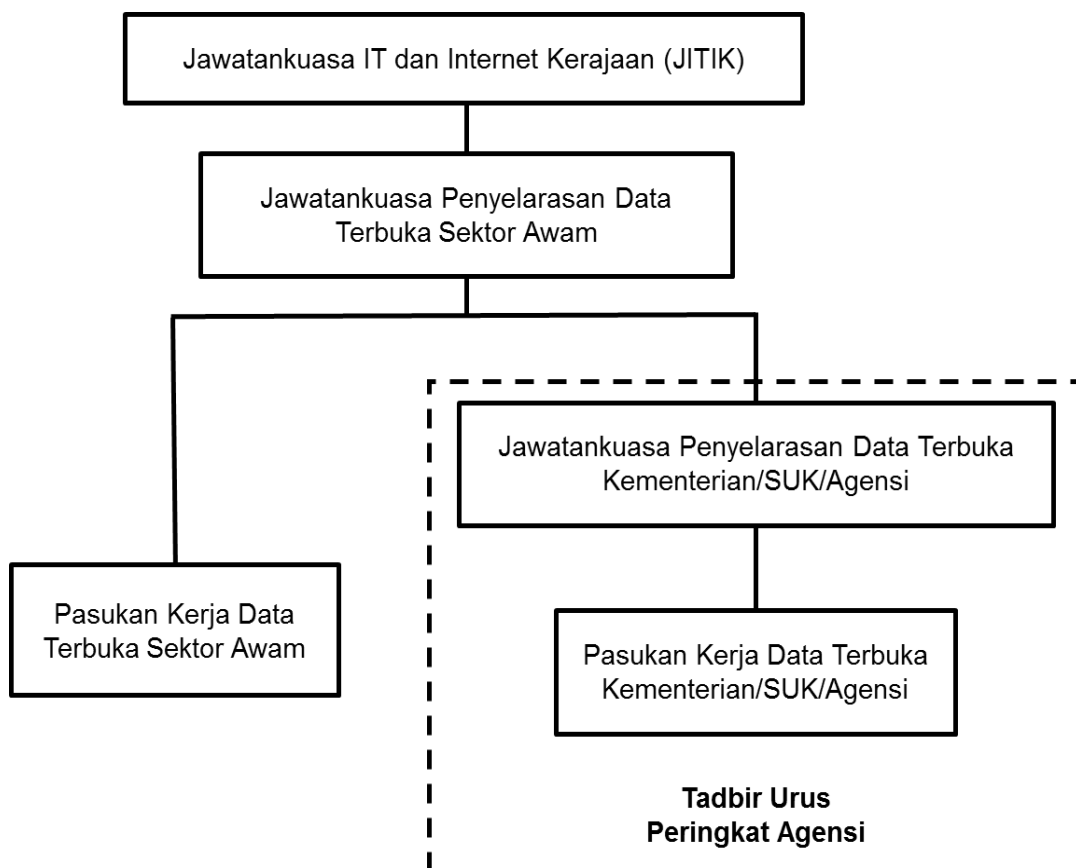 Jawatankuasa IT dan Internet Kerajaan (JITIK)
Jawatankuasa Penyelarasan Data
Terbuka Sektor Awam
Jawatankuasa Penyelarasan Data Terbuka
Kementerian/SUK/Agensi
Pasukan Kerja Data
Terbuka Sektor Awam
Pasukan Kerja Data Terbuka
Kementerian/SUK/Agensi
Tadbir Urus
Peringkat Agensi